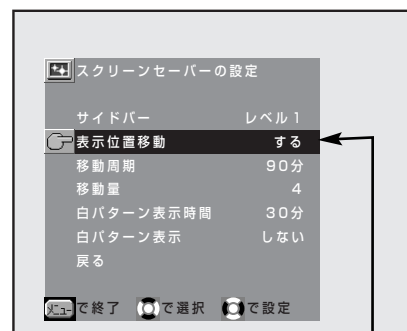 スクリーンセーバーの設定
サイドバー レベル1
表示位置移動 する
移動周期 90分
移動量 4
白パターン表示時間 30分
白パターン表示 しない
戻る
メニューで終了 で選択 で設定